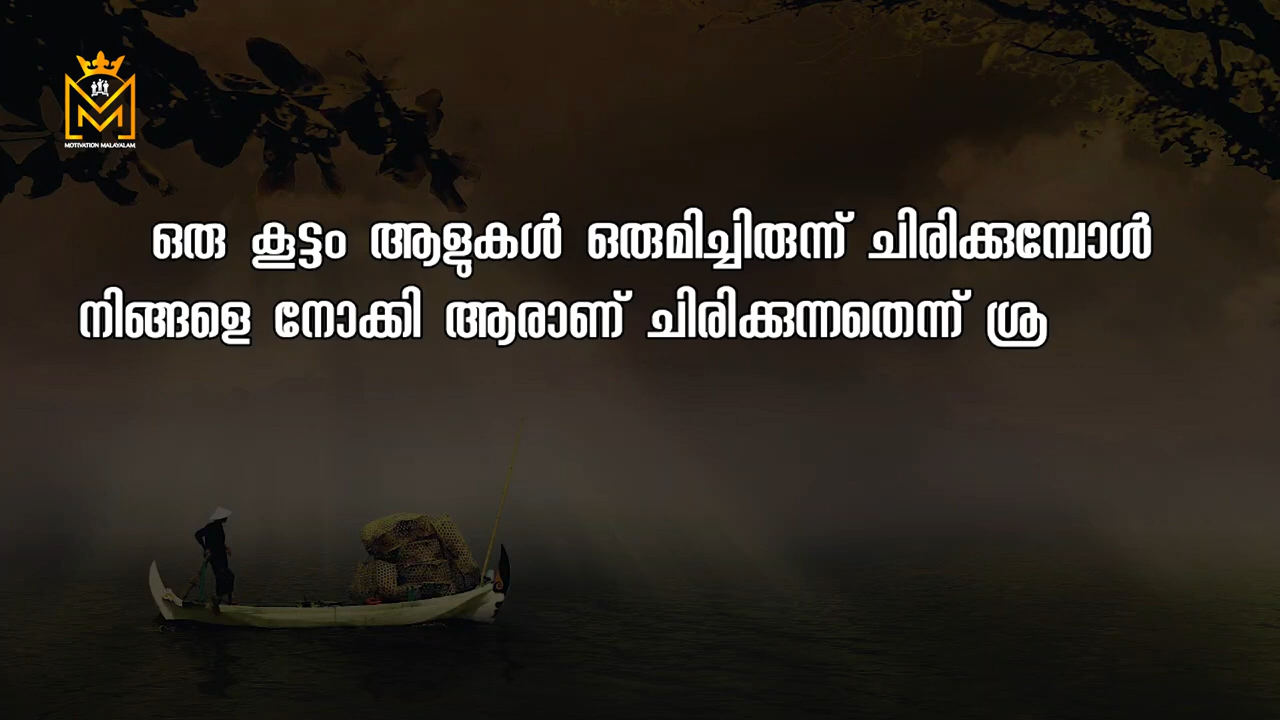 MOTIVATION MALAYALAM
ഒരു കൂട്ടം ആളുകൾ ഒരുമിച്ചിരുന്ന് ചിരിക്കുമ്പോൾ
നിങ്ങളെ നോക്കി ആരാണ് ചിരിക്കുന്നതെന്ന് ശ്ര